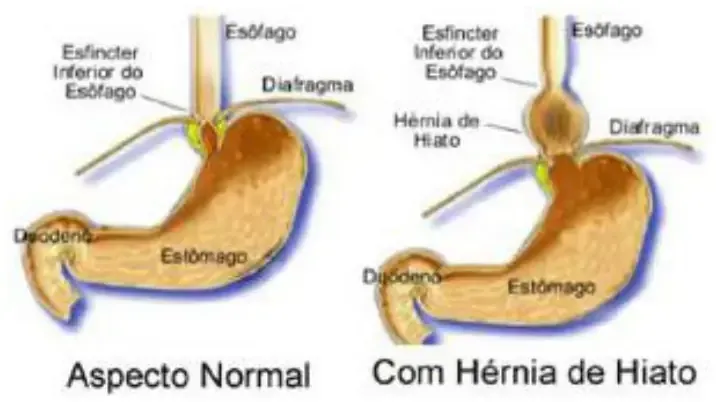 Esôfago
Esfincter
Inferior do
Esôfago
Diafragma
Duodeno
Estômago
Aspecto Normal
Esôfago
Esfincter
Inferior do
Esôfago
Hérnia de
Hiato
Diafragma
Duodeno
Estômago
Com Hérnia de Hiato